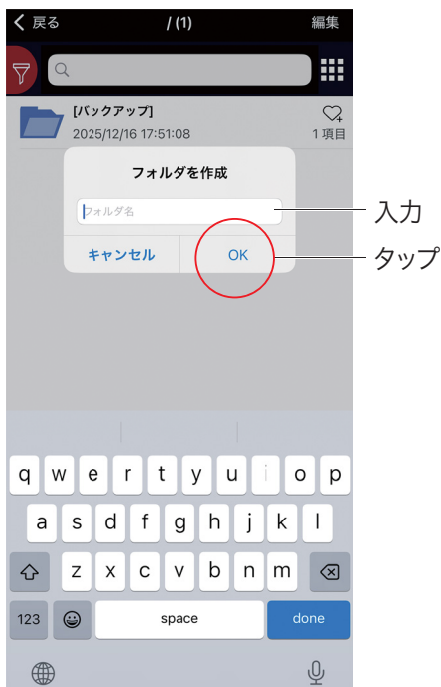 戻る / (1) 編集
[バックアップ]
2025/12/16 17:51:08 1 項目
フォルダを作成
フォルダ名 入力
キャンセル OK タップ
q w e r t y u i o p
a s d f g h j k l
z x c v b n m
123 space done